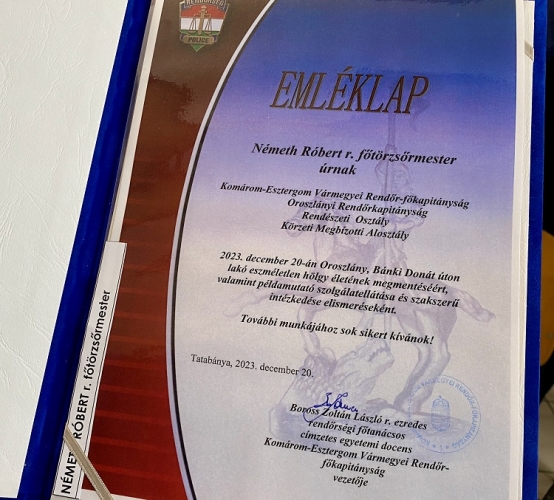 RENDŐRSÉG
POLICE
EMLÉKLAP
Németh Róbert r. főtörzsőrmester
úrnak
Komárom-Esztergom Vármegyei Rendőr-főkapitányság
Oroszlányi Rendőrkapitányság
Rendészeti Osztály
Körzeti Megbízotti Alosztály
2023. december 20-án Oroszlány, Bánki Donát úton
lakó eszméletlen hölgy életének megmentéséért,
valamint példamutató szolgálatellátása és szakszerű
intézkedése elismeréseként.
További munkájához sok sikert kívánok!
Tatabánya, 2023. december 20.
Boross Zoltán László r. ezredes
rendőrségi főtanácsos
címzetes egyetemi docens
Komárom-Esztergom Vármegyei Rendőr-
főkapitányság
vezetője
NÉMETH RÓBERT r. főtörzsőrmester